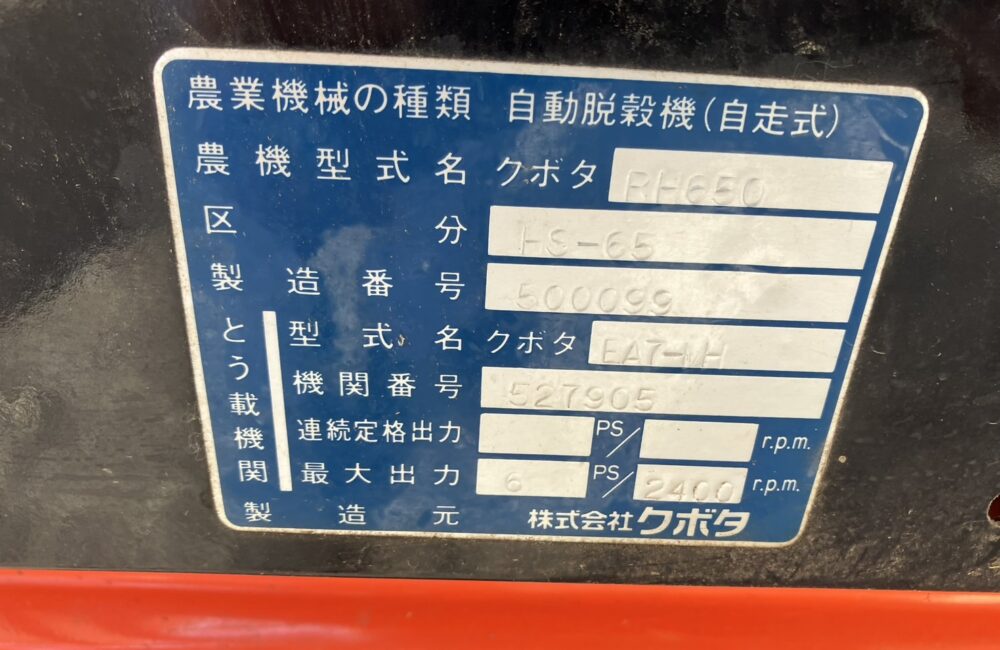 農業機械の種類 自動脱穀機(自走式)
農機型式名 クボタ RH650
区分 HS-65
製造番号 500099
とう載機関
型式名 クボタ EA7-NH
機関番号 527905
連続定格出力 PS/ r.p.m.
最大出力 6 PS/ 2400 r.p.m.
製造元 株式会社クボタ